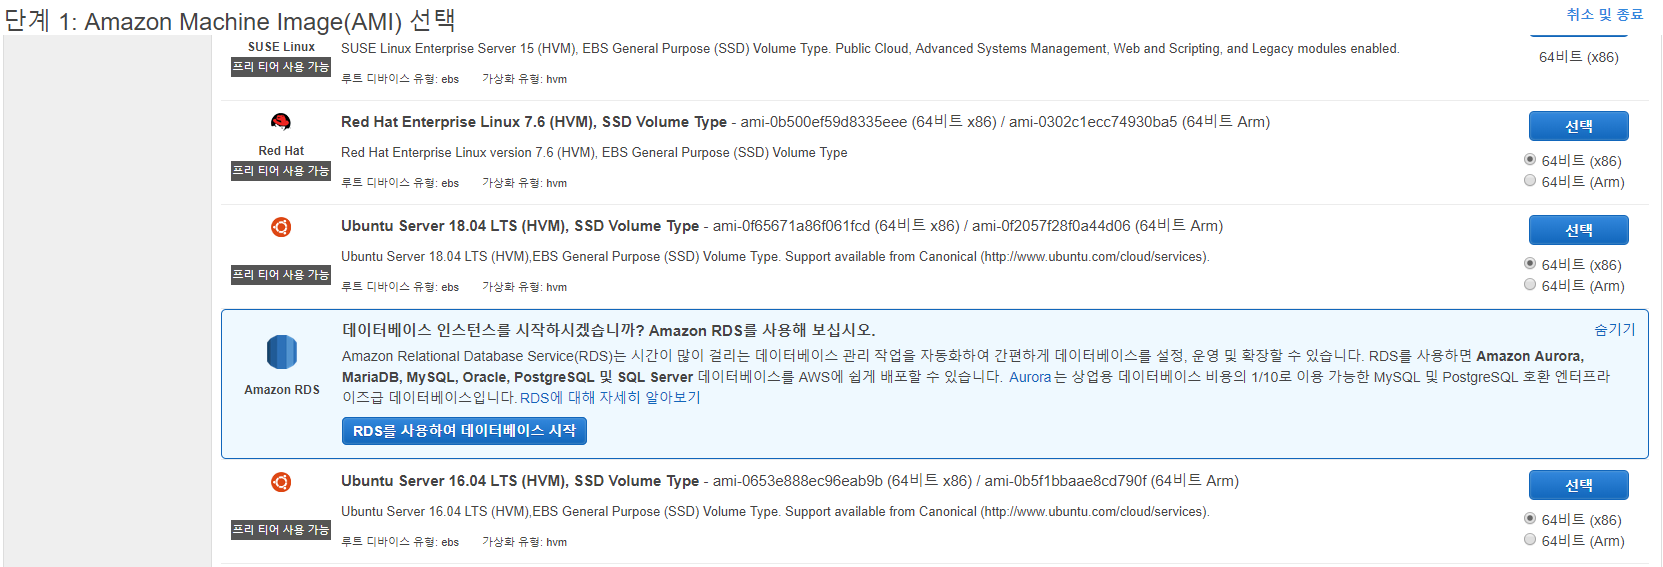 단계 1: Amazon Machine Image(AMI) 선택
취소 및 종료
SUSE Linux
프리 티어 사용 가능
SUSE Linux Enterprise Server 15 (HVM), EBS General Purpose (SSD) Volume Type. Public Cloud, Advanced Systems Management, Web and Scripting, and Legacy modules enabled.
루트 디바이스 유형: ebs 가상화 유형: hvm
64비트 (x86)
Red Hat
프리 티어 사용 가능
Red Hat Enterprise Linux 7.6 (HVM), SSD Volume Type - ami-0b500ef59d8335eee (64비트 x86) / ami-0302c1ecc74930ba5 (64비트 Arm)
Red Hat Enterprise Linux version 7.6 (HVM), EBS General Purpose (SSD) Volume Type
루트 디바이스 유형: ebs 가상화 유형: hvm
선택
64비트 (x86)
64비트 (Arm)
프리 티어 사용 가능
Ubuntu Server 18.04 LTS (HVM), SSD Volume Type - ami-0f65671a86f061fcd (64비트 x86) / ami-0f2057f28f0a44d06 (64비트 Arm)
Ubuntu Server 18.04 LTS (HVM),EBS General Purpose (SSD) Volume Type. Support available from Canonical (http://www.ubuntu.com/cloud/services).
루트 디바이스 유형: ebs 가상화 유형: hvm
선택
64비트 (x86)
64비트 (Arm)
Amazon RDS
데이터베이스 인스턴스를 시작하시겠습니까? Amazon RDS를 사용해 보십시오.
숨기기
Amazon Relational Database Service(RDS)는 시간이 많이 걸리는 데이터베이스 관리 작업을 자동화하여 간편하게 데이터베이스를 설정, 운영 및 확장할 수 있습니다. RDS를 사용하면 Amazon Aurora,
MariaDB, MySQL, Oracle, PostgreSQL 및 SQL Server 데이터베이스를 AWS에 쉽게 배포할 수 있습니다. Aurora는 상업용 데이터베이스 비용의 1/10로 이용 가능한 MySQL 및 PostgreSQL 호환 엔터프라
이즈급 데이터베이스입니다. RDS에 대해 자세히 알아보기
RDS를 사용하여 데이터베이스 시작
프리 티어 사용 가능
Ubuntu Server 16.04 LTS (HVM), SSD Volume Type - ami-0653e888ec96eab9b (64비트 x86) / ami-0b5f1bbaae8cd790f (64비트 Arm)
Ubuntu Server 16.04 LTS (HVM),EBS General Purpose (SSD) Volume Type. Support available from Canonical (http://www.ubuntu.com/cloud/services).
루트 디바이스 유형: ebs 가상화 유형: hvm
선택
64비트 (x86)
64비트 (Arm)